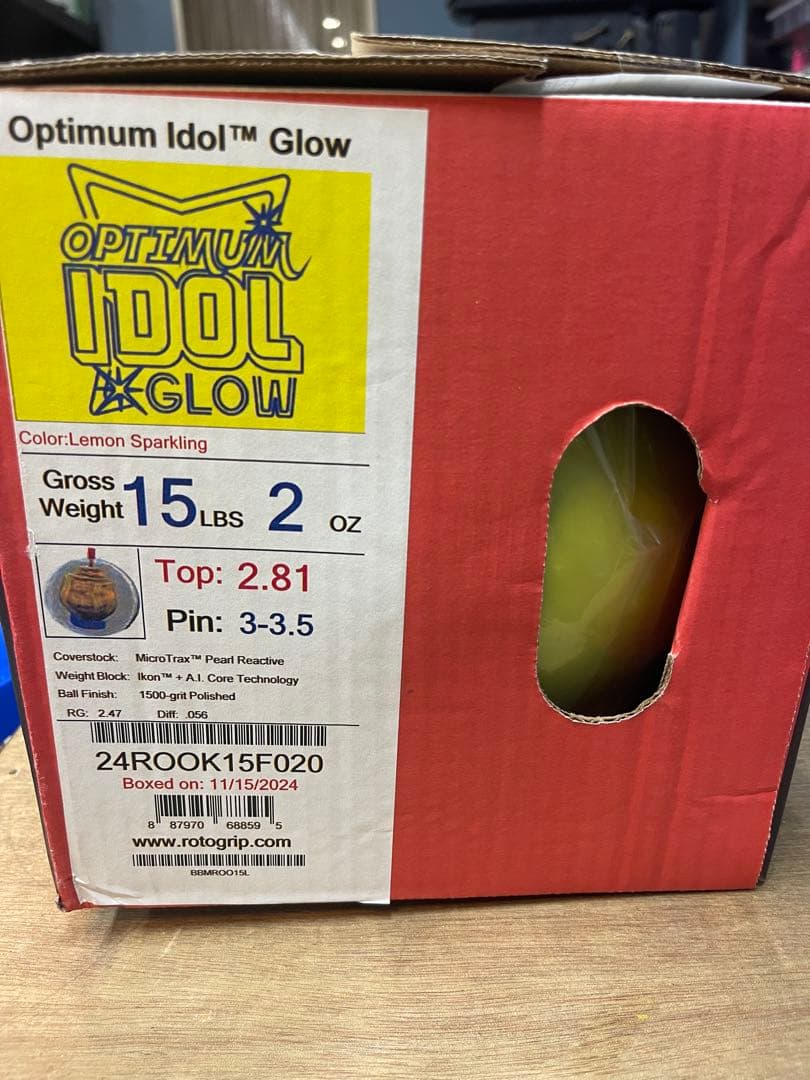 Optimum Idol™ Glow
OPTIMUM
IDOL
GLOW
Color:Lemon Sparkling
Gross Weight 15 LBS 2 OZ
Top: 2.81
Pin: 3-3.5
Coverstock: MicroTrax™ Pearl Reactive
Weight Block: Ikon™ + A.I. Core Technology
Ball Finish: 1500-grit Polished
RG: 2.47 Diff: .056
24ROOK15F020
Boxed on: 11/15/2024
8 87970 68859 5
www.rotogrip.com
BBMROO15L